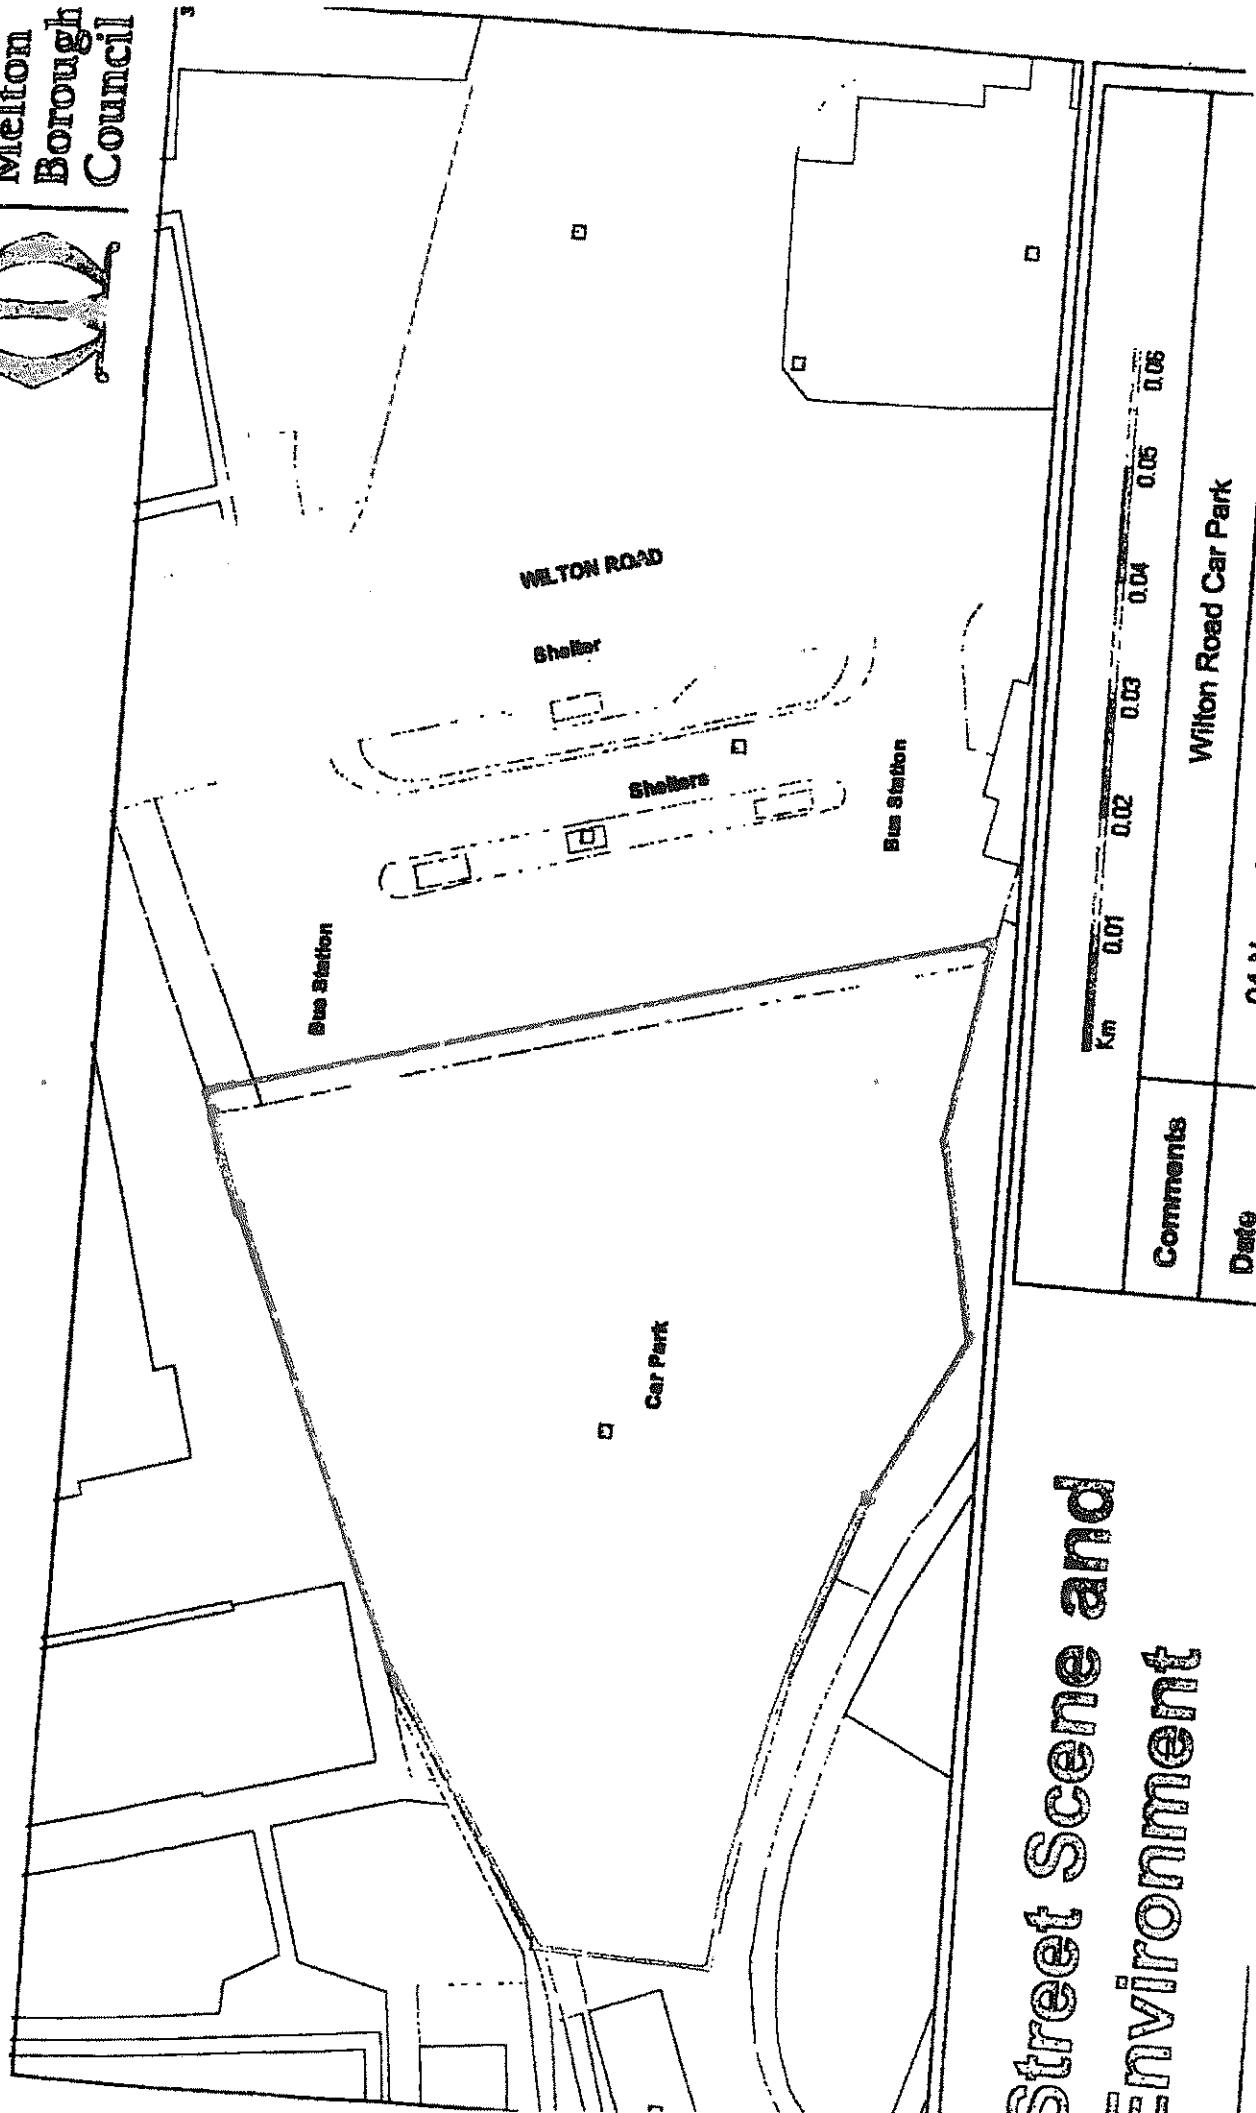 Melton
Borough
Council
WILTON ROAD
Shelter
Shelters
Bus Station
Bus Station
Car Park
Street Scene and
Environment
Km
0.01
0.02
0.03
0.04
0.05
0.06
Comments
Wilton Road Car Park
Date